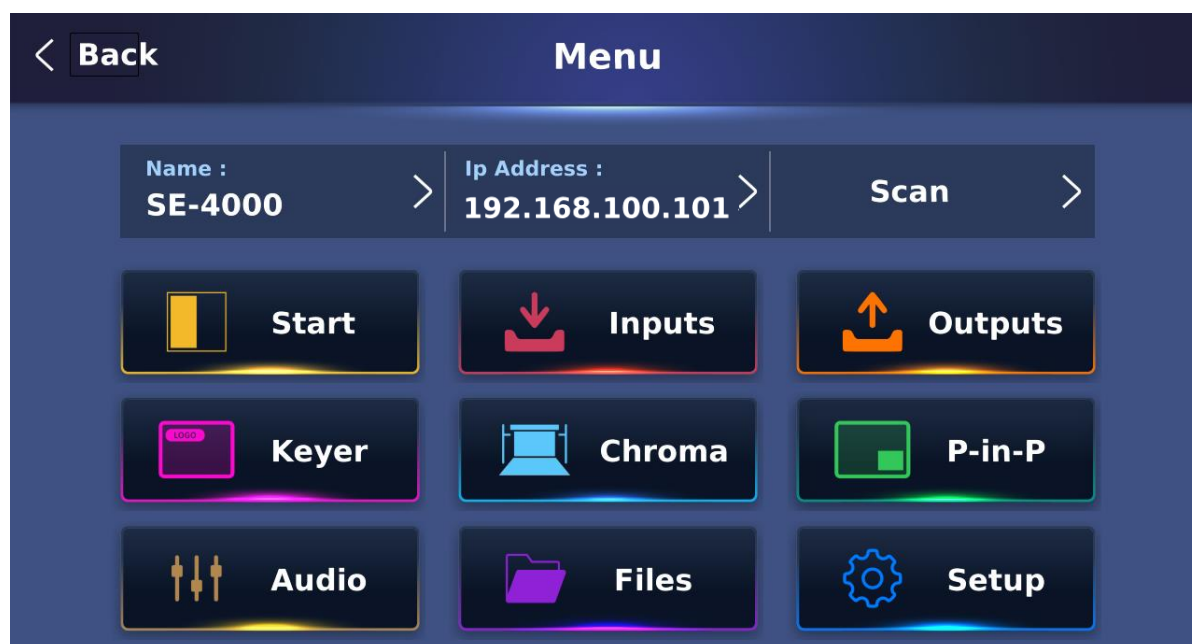 Back
Menu
Name :
Ip Address :
SE-4000
192.168.100.101
Scan
Start
Inputs
Outputs
LOGO
Keyer
Chroma
P-in-P
Audio
Files
Setup